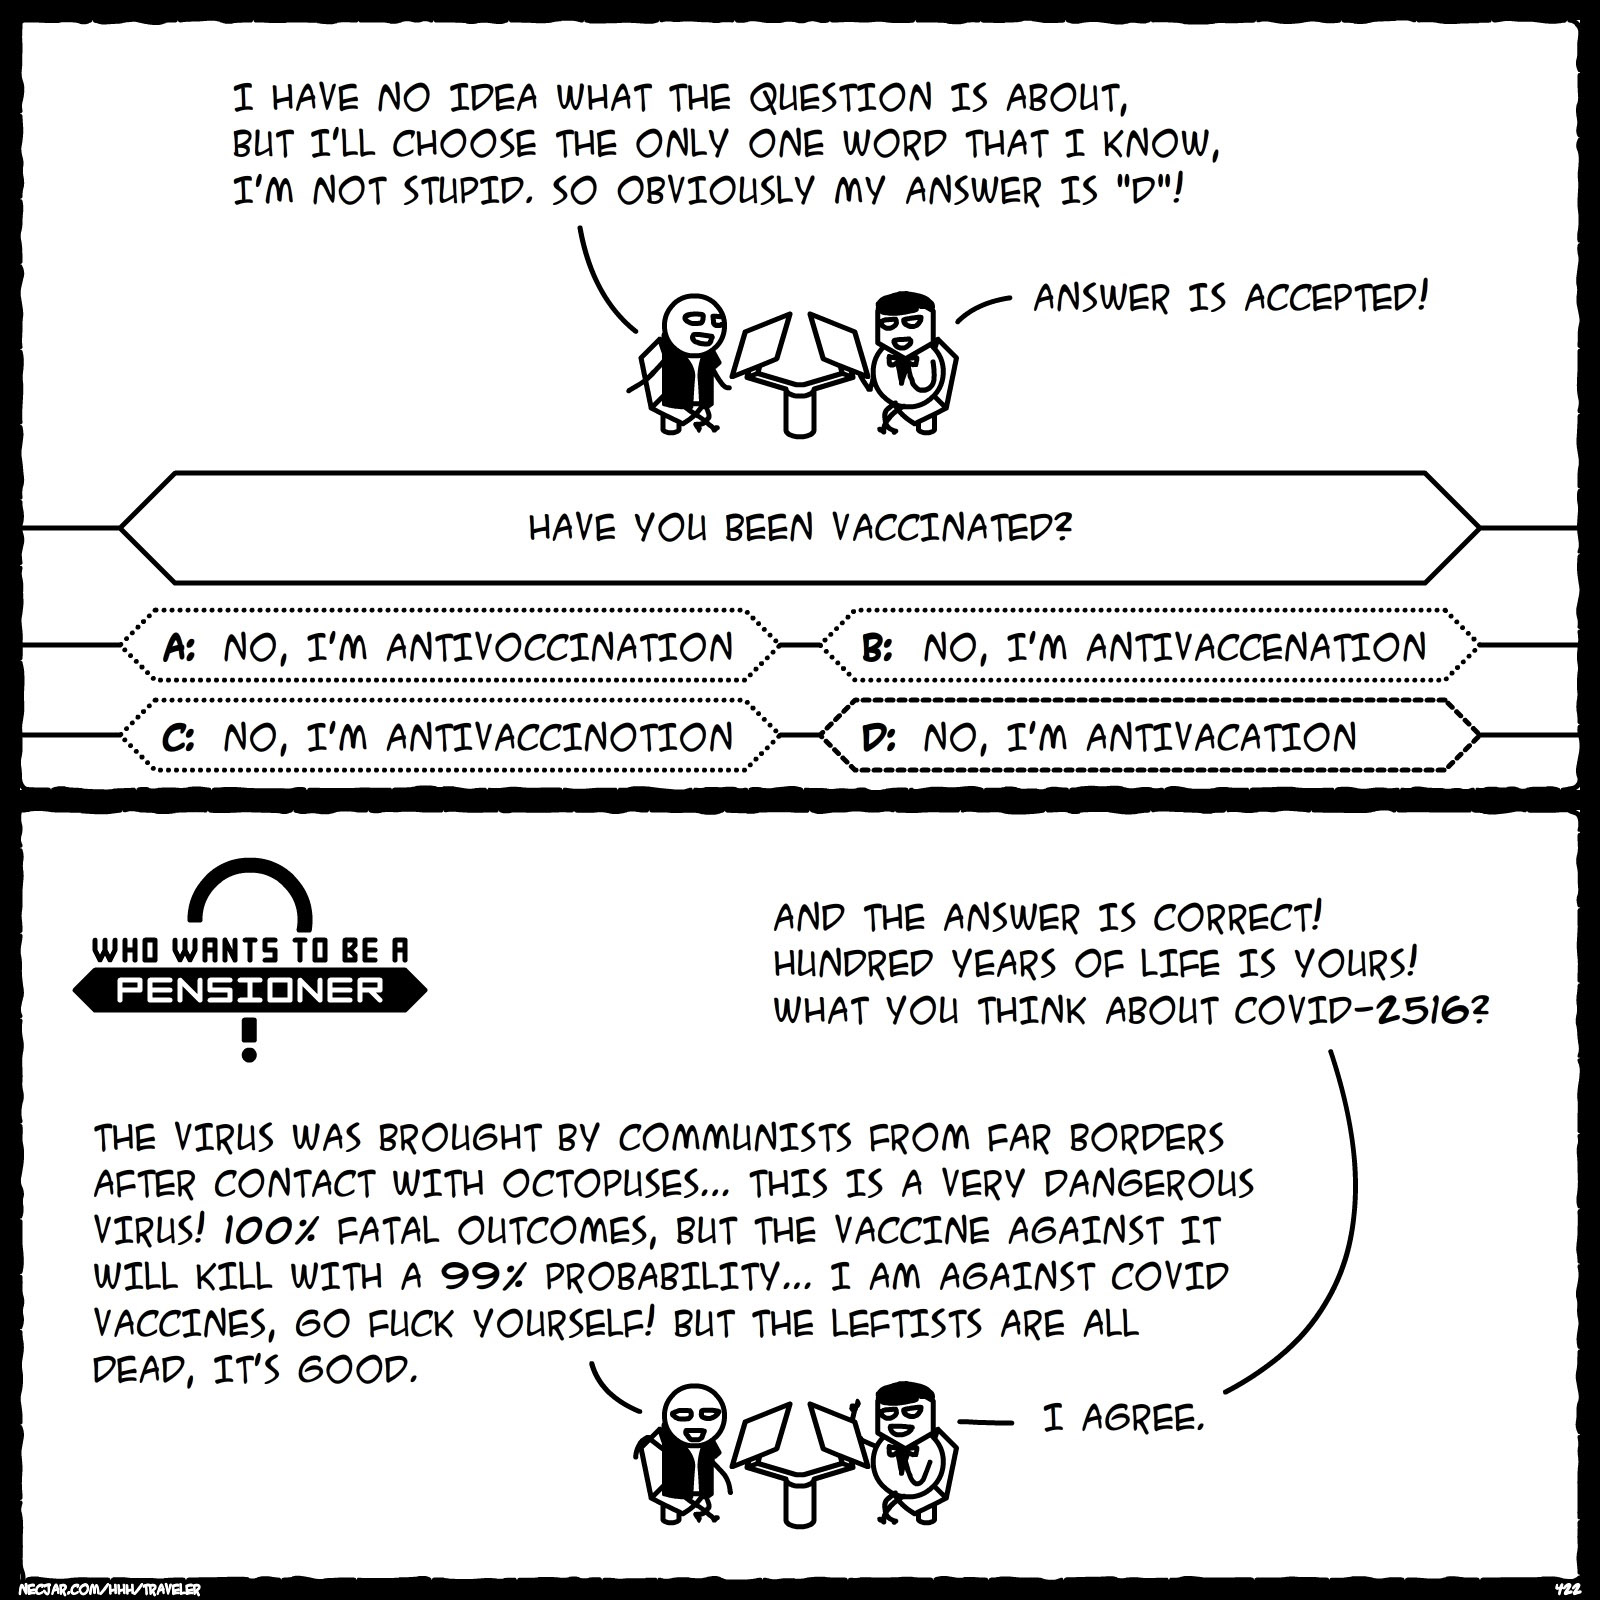 I HAVE NO IDEA WHAT THE QUESTION IS ABOUT,
BUT I'LL CHOOSE THE ONLY ONE WORD THAT I KNOW,
I'M NOT STUPID. SO OBVIOUSLY MY ANSWER IS "D"!
ANSWER IS ACCEPTED!
HAVE YOU BEEN VACCINATED?
A: NO, I'M ANTIVOCCINATION
B: NO, I'M ANTIVACCENATION
C: NO, I'M ANTIVACCINOTION
D: NO, I'M ANTIVACATION
WHO WANTS TO BE A
PENSIONER
AND THE ANSWER IS CORRECT!
HUNDRED YEARS OF LIFE IS YOURS!
WHAT YOU THINK ABOUT COVID-2516?
THE VIRUS WAS BROUGHT BY COMMUNISTS FROM FAR BORDERS
AFTER CONTACT WITH OCTOPUSES... THIS IS A VERY DANGEROUS
VIRUS! 100% FATAL OUTCOMES, BUT THE VACCINE AGAINST IT
WILL KILL WITH A 99% PROBABILITY... I AM AGAINST COVID
VACCINES, GO FUCK YOURSELF! BUT THE LEFTISTS ARE ALL
DEAD, IT'S GOOD.
I AGREE.
NECJAR.COM/HHH/TRAVELER
422